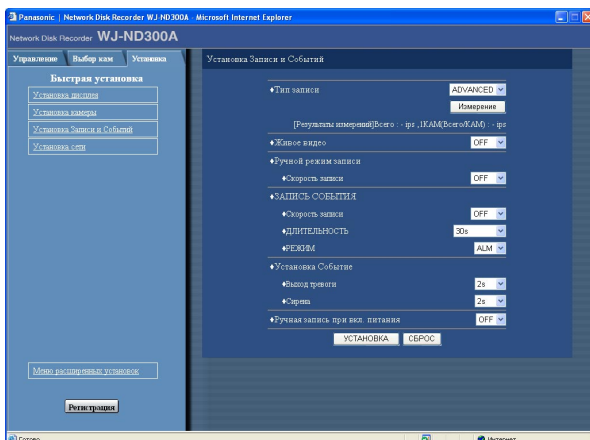 Panasonic | Network Disk Recorder WJ-ND300A - Microsoft Internet Explorer
Network Disk Recorder WJ-ND300A
Управление Выбор кам Установка
Быстрая установка
Установка дисплея
Установка камеры
Установка Записи и Событий
Установка сети
Меню расширенных установок
Регистрация
Установка Записи и Событий
♦Тип записи ADVANCED
Измерение
[Результаты измерений]Всего : - ips ,1КАМ(Всего/КАМ) : - ips
♦Живое видео OFF
♦Ручной режим записи
♦Скорость записи OFF
♦ЗАПИСЬ СОБЫТИЯ
♦Скорость записи OFF
♦ДЛИТЕЛЬНОСТЬ 30s
♦РЕЖИМ ALM
♦Установка Событие
♦Выход тревоги 2s
♦Сирена 2s
♦Ручная запись при вкл. питания OFF
УСТАНОВКА СБРОС
Готово Интернет